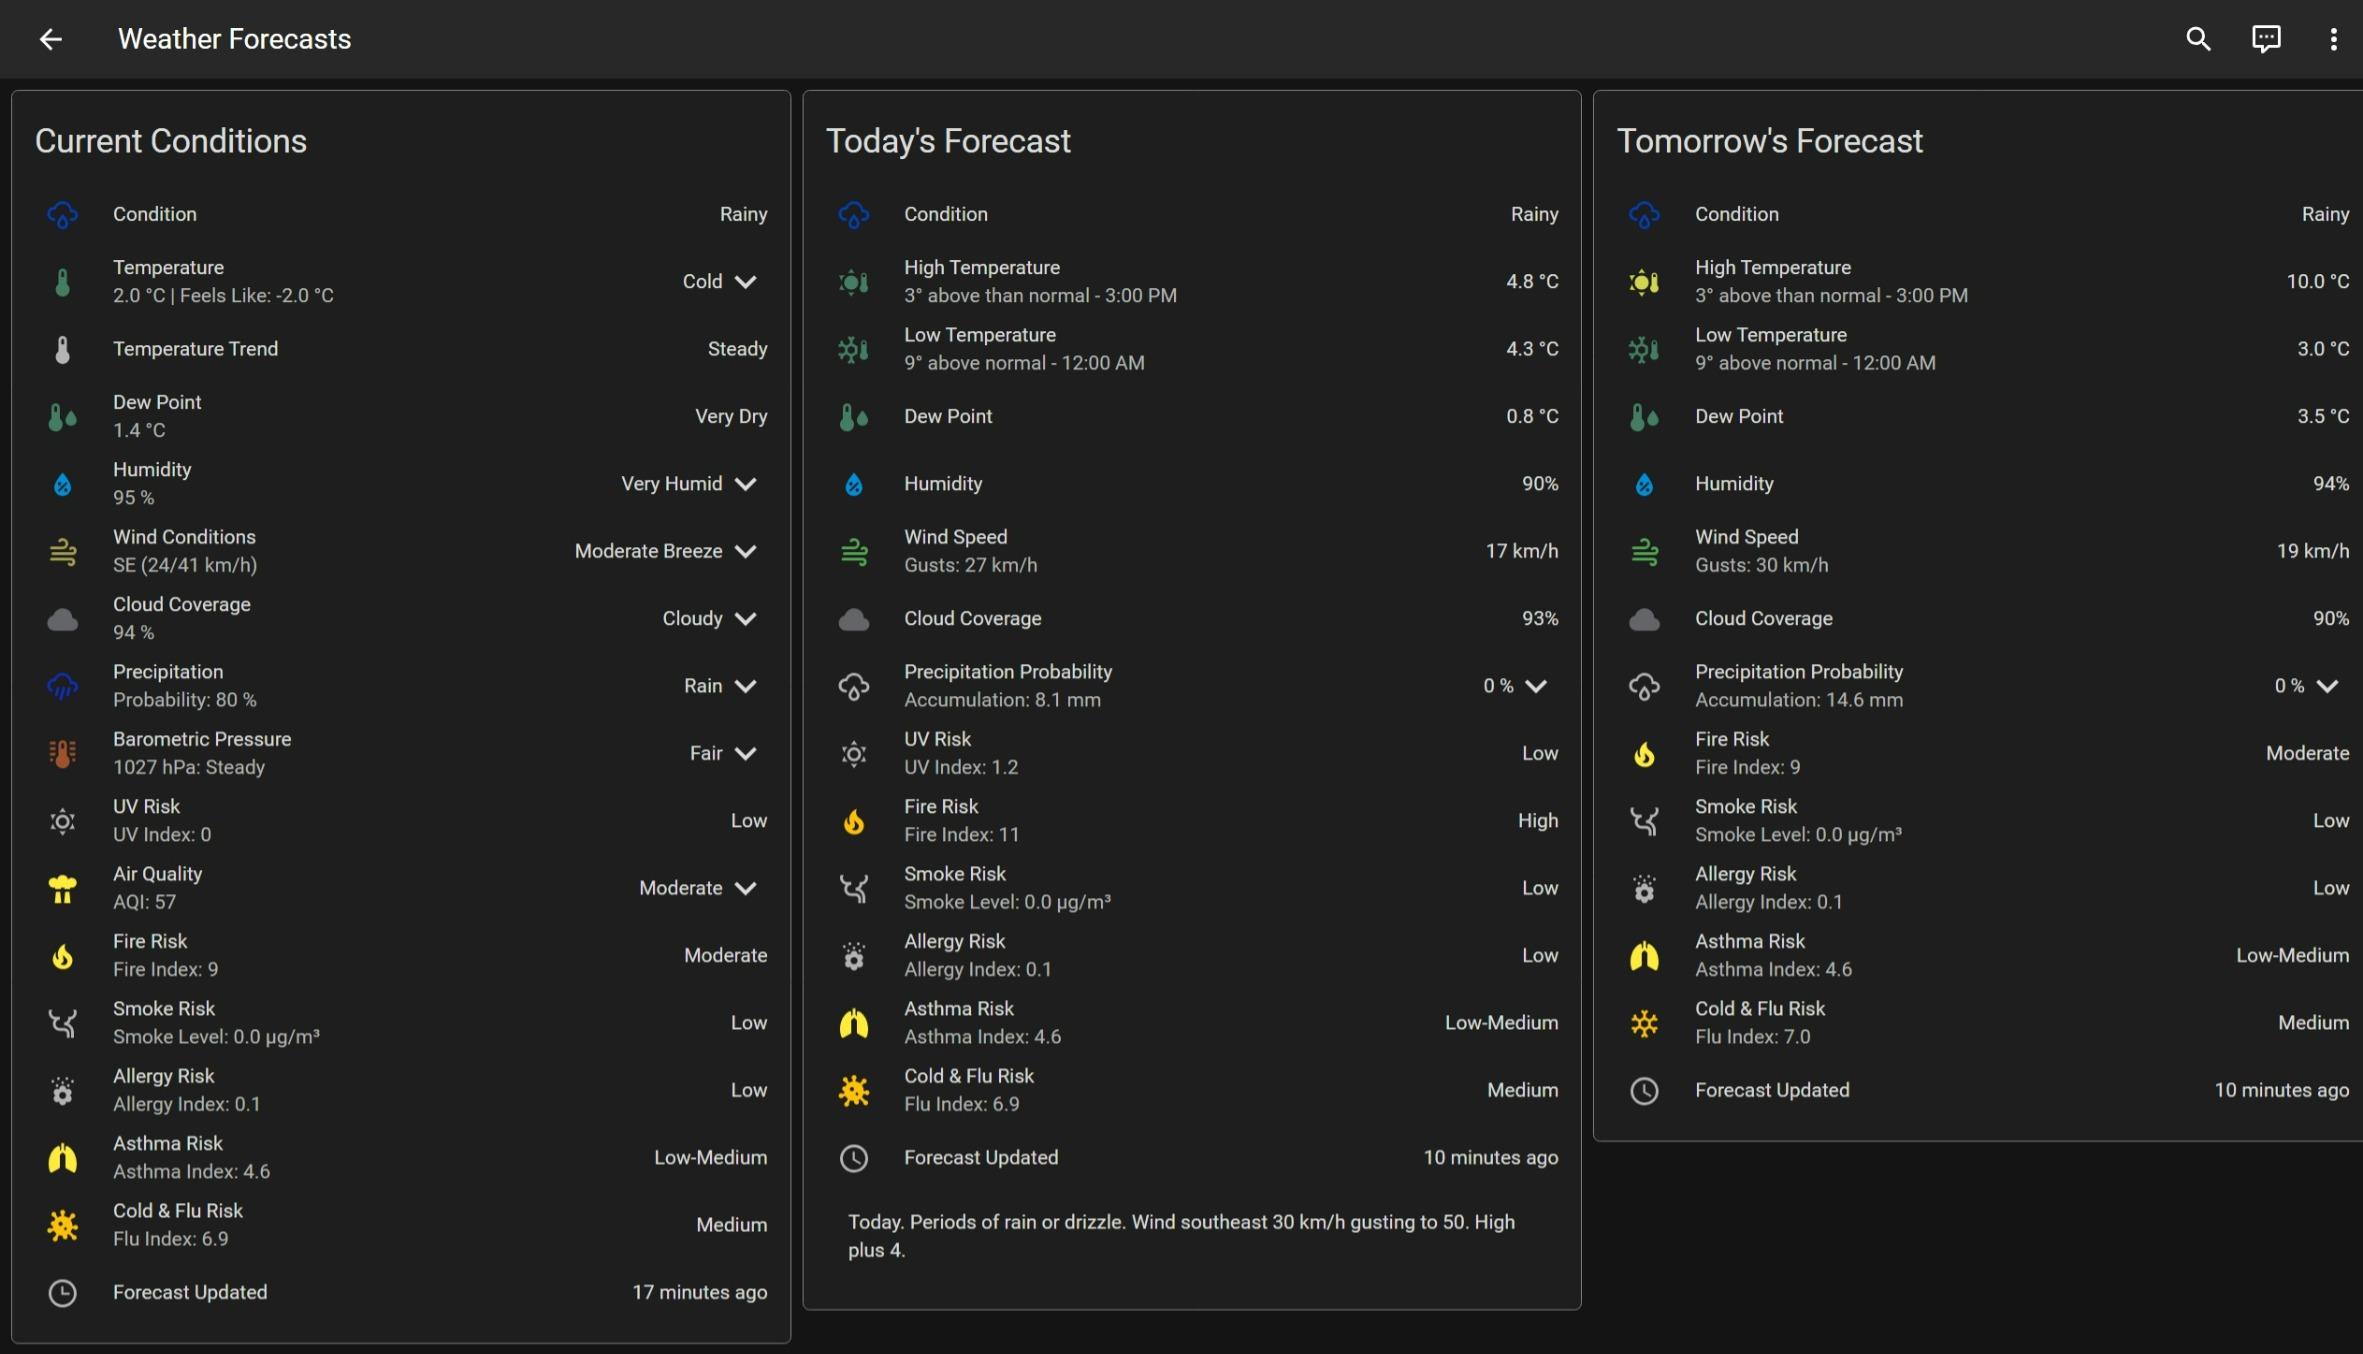 Weather Forecasts
Current Conditions
Condition Rainy
Temperature
2.0 °C | Feels Like: -2.0 °C Cold
Temperature Trend Steady
Dew Point
1.4 °C Very Dry
Humidity
95 % Very Humid
Wind Conditions
SE (24/41 km/h) Moderate Breeze
Cloud Coverage
94 % Cloudy
Precipitation
Probability: 80 % Rain
Barometric Pressure
1027 hPa: Steady Fair
UV Risk
UV Index: 0 Low
Air Quality
AQI: 57 Moderate
Fire Risk
Fire Index: 9 Moderate
Smoke Risk
Smoke Level: 0.0 µg/m³ Low
Allergy Risk
Allergy Index: 0.1 Low
Asthma Risk
Asthma Index: 4.6 Low-Medium
Cold & Flu Risk
Flu Index: 6.9 Medium
Forecast Updated 17 minutes ago
Today's Forecast
Condition Rainy
High Temperature
3° above than normal - 3:00 PM 4.8 °C
Low Temperature
9° above normal - 12:00 AM 4.3 °C
Dew Point 0.8 °C
Humidity 90%
Wind Speed
Gusts: 27 km/h 17 km/h
Cloud Coverage 93%
Precipitation Probability
Accumulation: 8.1 mm 0 %
UV Risk
UV Index: 1.2 Low
Fire Risk
Fire Index: 11 High
Smoke Risk
Smoke Level: 0.0 µg/m³ Low
Allergy Risk
Allergy Index: 0.1 Low
Asthma Risk
Asthma Index: 4.6 Low-Medium
Cold & Flu Risk
Flu Index: 6.9 Medium
Forecast Updated 10 minutes ago
Today. Periods of rain or drizzle. Wind southeast 30 km/h gusting to 50. High
plus 4.
Tomorrow's Forecast
Condition Rainy
High Temperature
3° above than normal - 3:00 PM 10.0 °C
Low Temperature
9° above normal - 12:00 AM 3.0 °C
Dew Point 3.5 °C
Humidity 94%
Wind Speed
Gusts: 30 km/h 19 km/h
Cloud Coverage 90%
Precipitation Probability
Accumulation: 14.6 mm 0 %
Fire Risk
Fire Index: 9 Moderate
Smoke Risk
Smoke Level: 0.0 µg/m³ Low
Allergy Risk
Allergy Index: 0.1 Low
Asthma Risk
Asthma Index: 4.6 Low-Medium
Cold & Flu Risk
Flu Index: 7.0 Medium
Forecast Updated 10 minutes ago